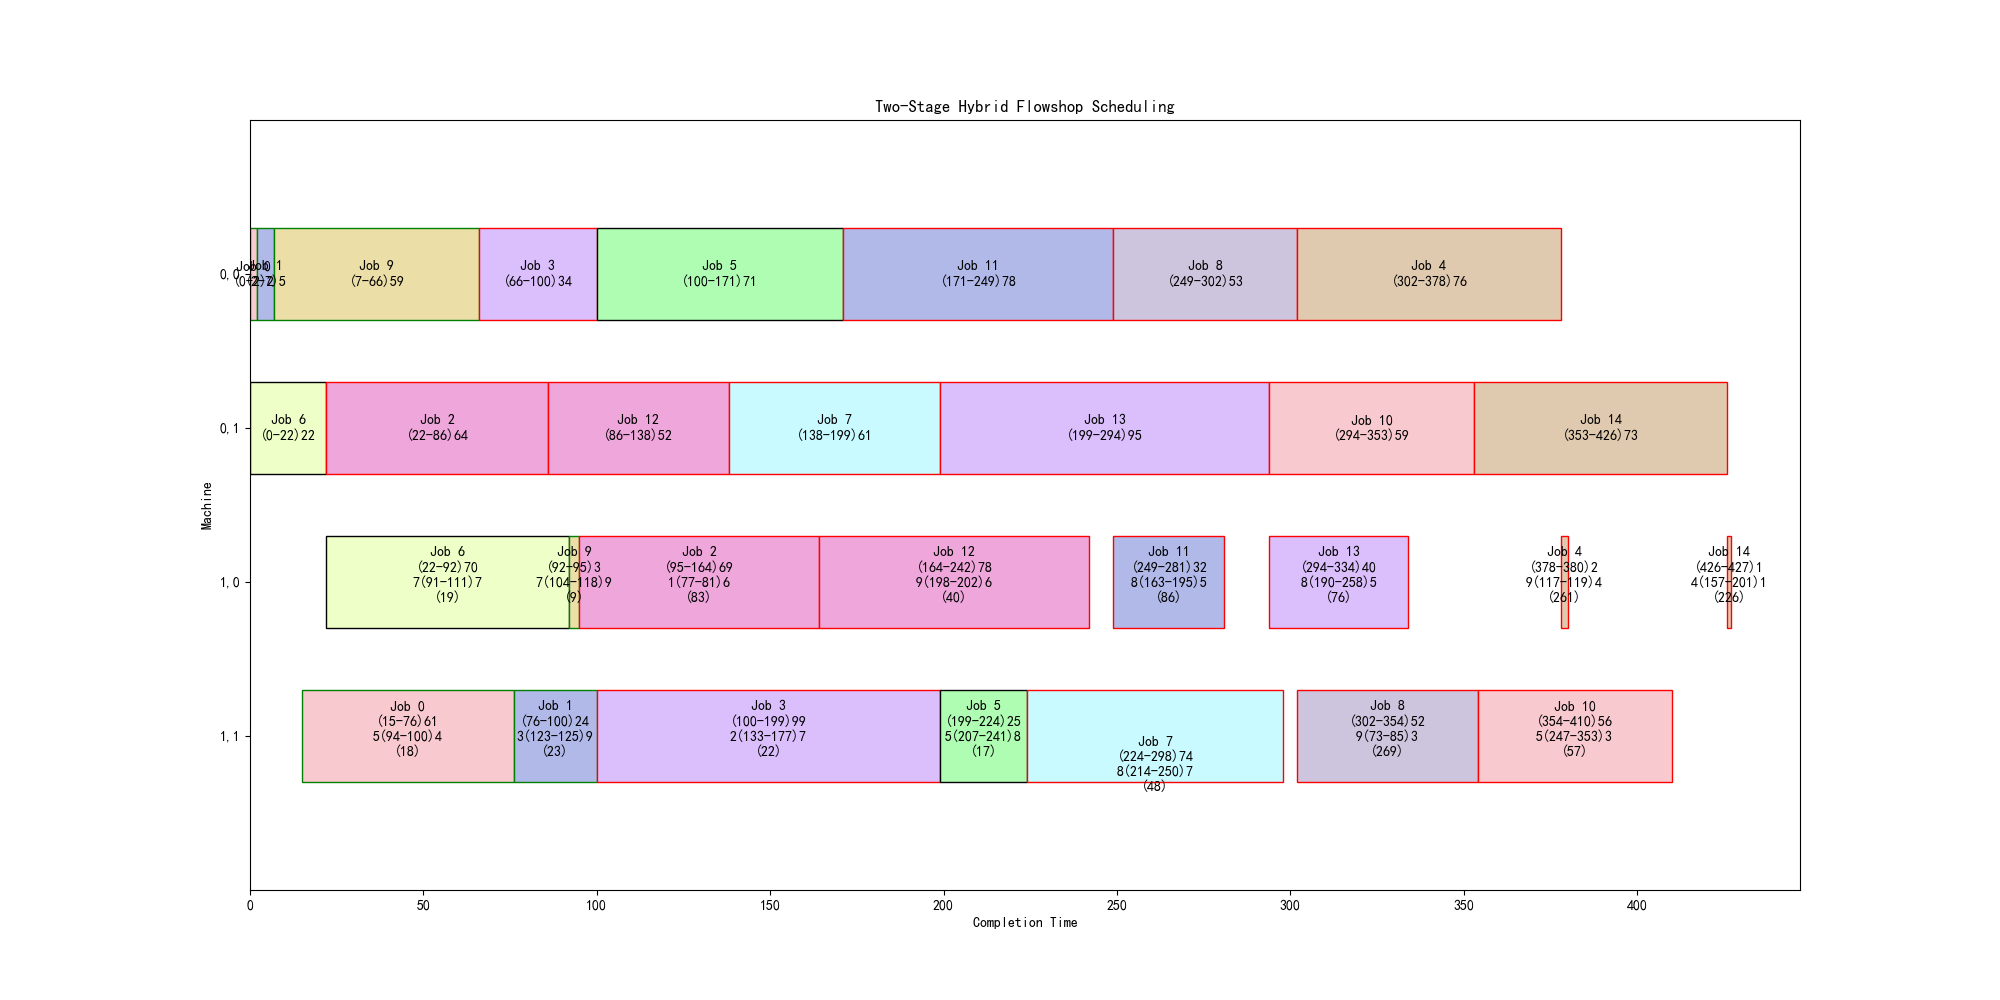 Two-Stage Hybrid Flowshop Scheduling
Machine
0,0
Job 1
Job 9
(7-66)59
Job 3
(66-100)34
Job 5
(100-171)71
Job 11
(171-249)78
Job 8
(249-302)53
Job 4
(302-378)76
0,1
Job 6
(0-22)22
Job 2
(22-86)64
Job 12
(86-138)52
Job 7
(138-199)61
Job 13
(199-294)95
Job 10
(294-353)59
Job 14
(353-426)73
1,0
Job 6
(22-92)70
7(91-111)7
(19)
Job 9
(92-95)3
7(104-118)9
(9)
Job 2
(95-164)69
1(77-81)6
(83)
Job 12
(164-242)78
9(198-202)6
(40)
Job 11
(249-281)32
8(163-195)5
(86)
Job 13
(294-334)40
8(190-258)5
(76)
Job 4
(378-380)2
9(117-119)4
(261)
Job 14
(426-427)1
4(157-201)1
(226)
1,1
Job 0
(15-76)61
5(94-100)4
(18)
Job 1
(76-100)24
3(123-125)9
(23)
Job 3
(100-199)99
2(133-177)7
(22)
Job 5
(199-224)25
5(207-241)8
(17)
Job 7
(224-298)74
8(214-250)7
(48)
Job 8
(302-354)52
9(73-85)3
(269)
Job 10
(354-410)56
5(247-353)3
(57)
0 50 100 150 200 250 300 350 400
Completion Time